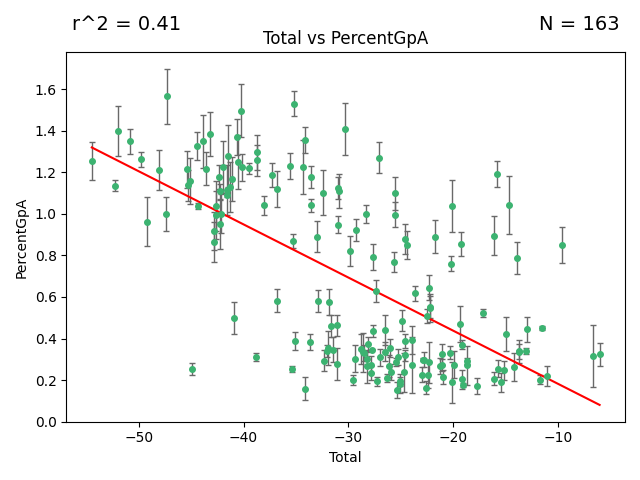 r^2 = 0.41 N = 163
Total vs PercentGpA
PercentGpA
1.6
1.4
1.2
1.0
0.8
0.6
0.4
0.2
0.0
−50 −40 −30 −20 −10
Total